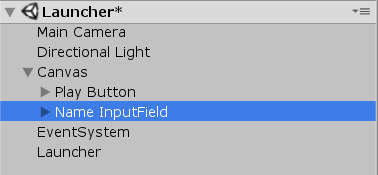 Launcher*
Main Camera
Directional Light
Canvas
Play Button
Name InputField
EventSystem
Launcher